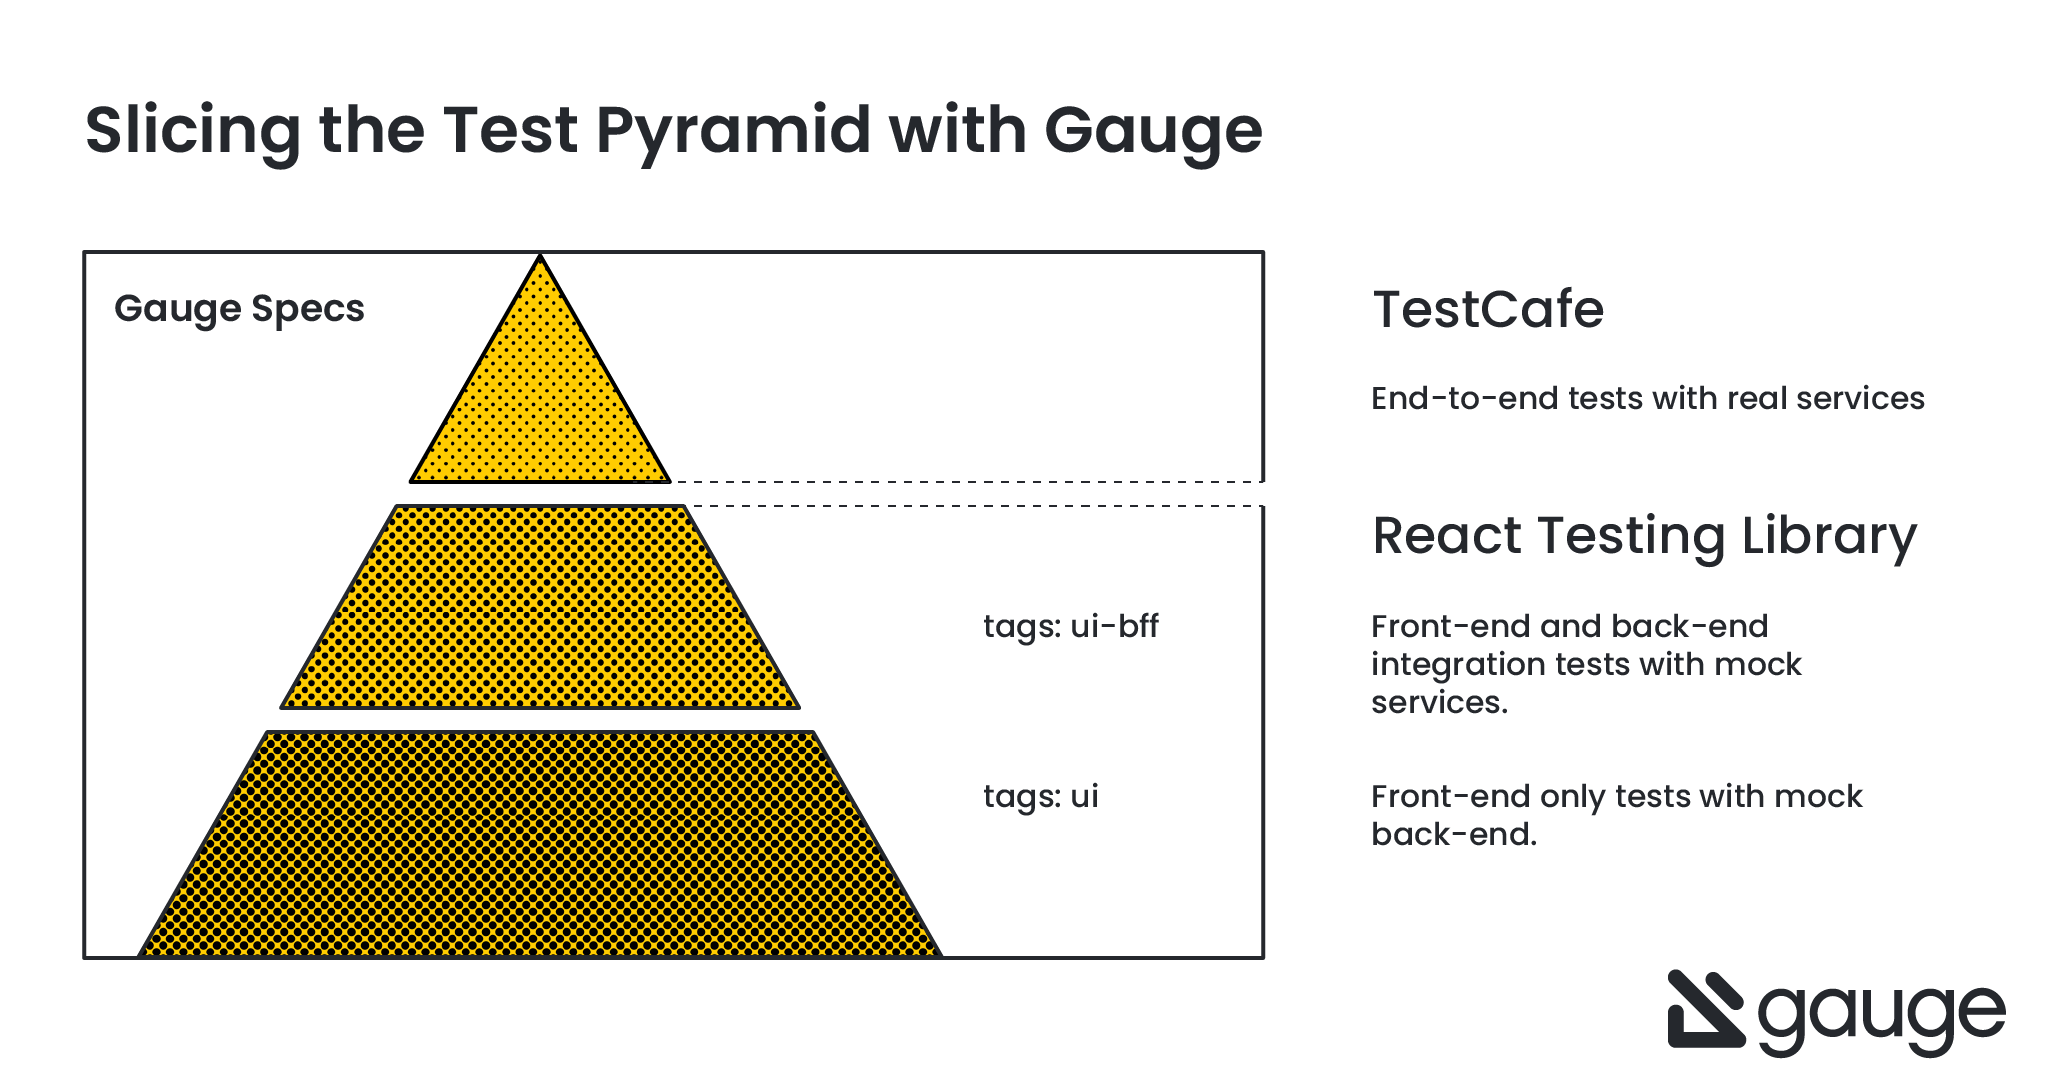 Slicing the Test Pyramid with Gauge
Gauge Specs
TestCafe
End-to-end tests with real services
React Testing Library
tags: ui-bff
Front-end and back-end
integration tests with mock
services.
tags: ui
Front-end only tests with mock
back-end.
gauge